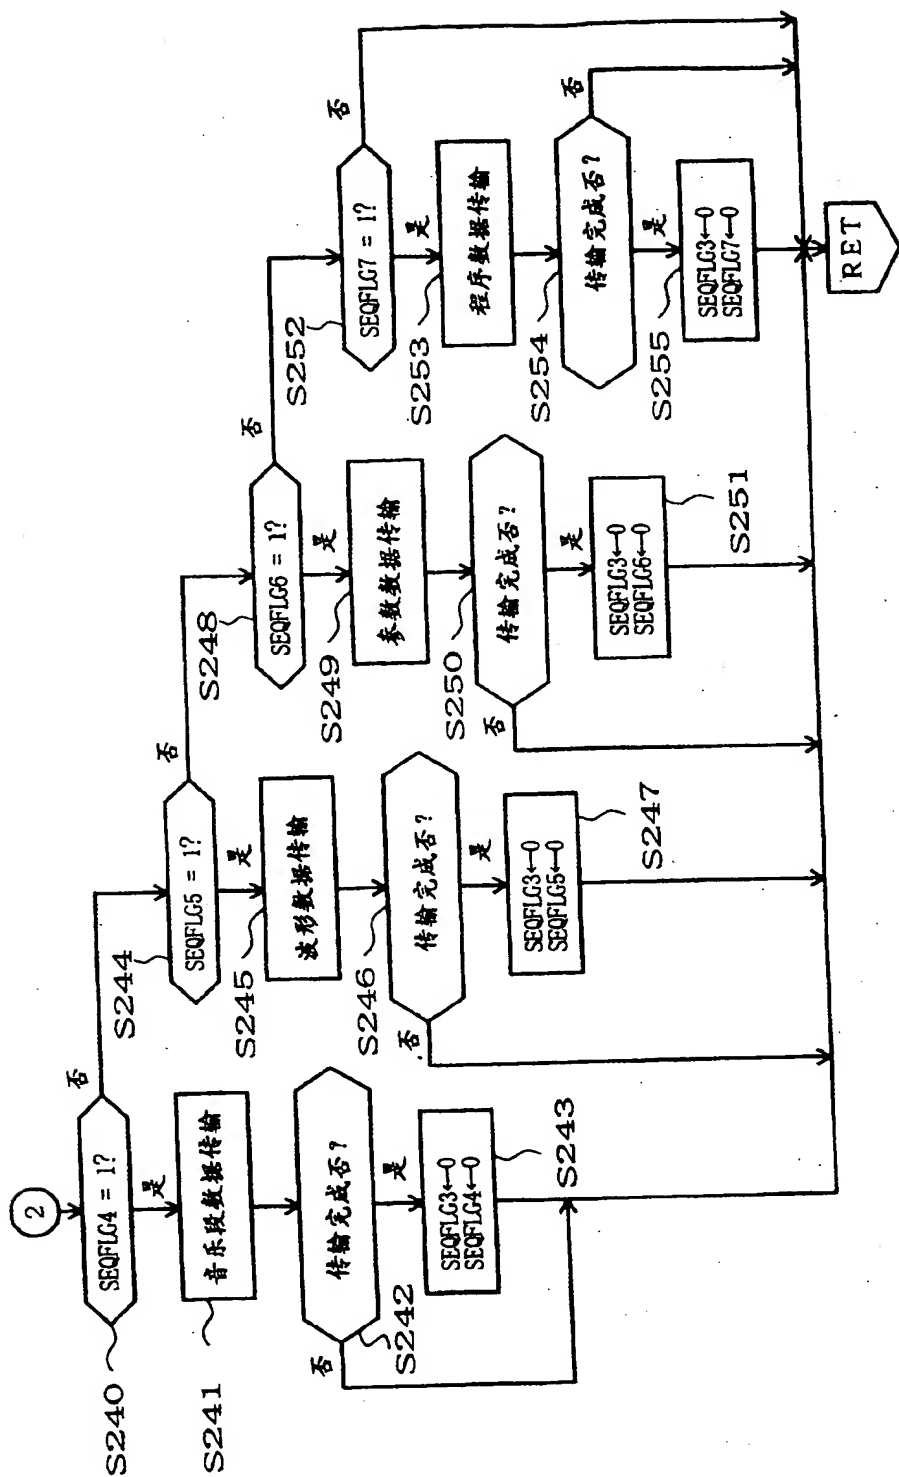 2
S240
SEQFLG4 = 1?
否
是
S241
音乐段数据传输
S242
传输完成否?
否
是
SEQFLG3←0
SEQFLG4←0
S243
S244
SEQFLG5 = 1?
否
是
S245
波形数据传输
S246
传输完成否?
否
是
SEQFLG3←0
SEQFLG5←0
S247
S248
SEQFLG6 = 1?
否
是
S249
参数数据传输
S250
传输完成否?
否
是
SEQFLG3←0
SEQFLG6←0
S251
S252
SEQFLG7 = 1?
否
是
S253
程序数据传输
S254
传输完成否?
否
是
S255
SEQFLG3←0
SEQFLG7←0
RET